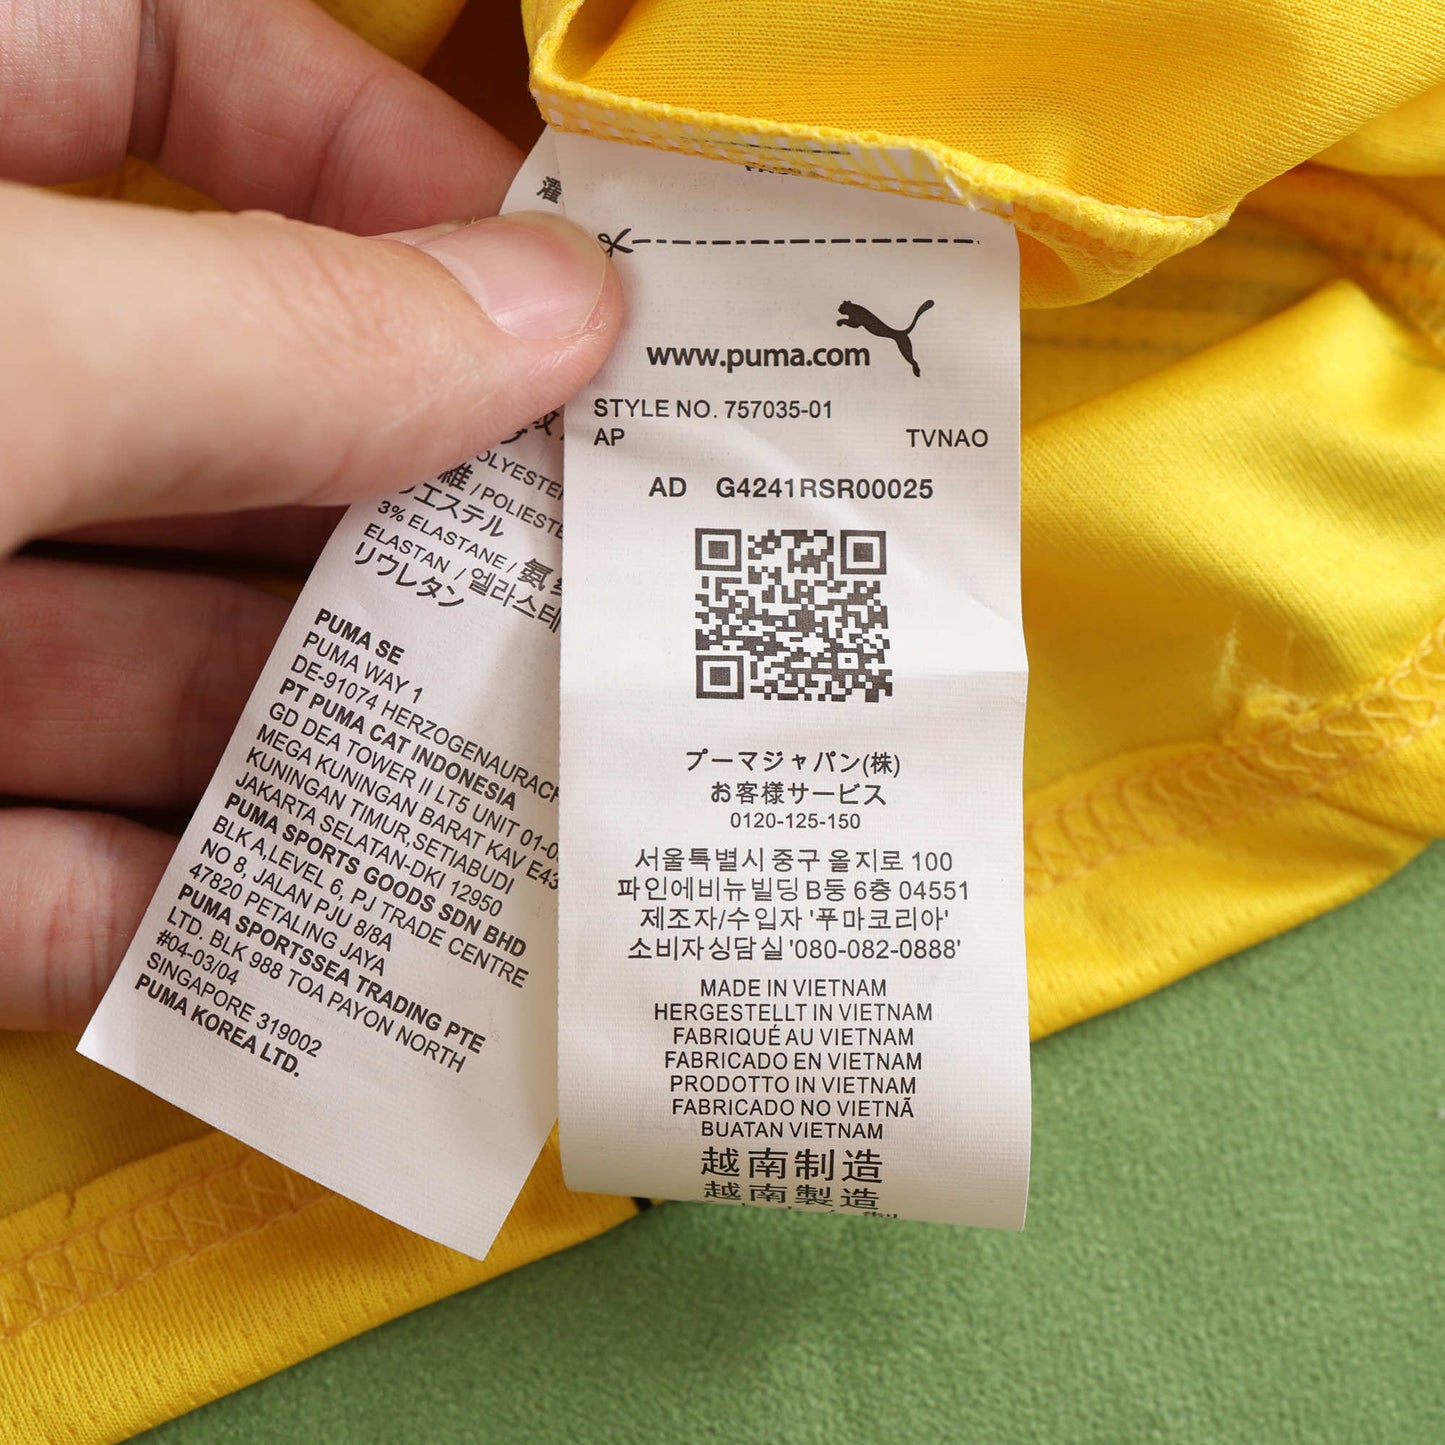 濯
OLYESTER
維 / POLIESTE
リエステル
3% ELASTANE / 氨
ELASTAN / 엘라스테
リウレタン
PUMA SE
PUMA WAY 1
DE-91074 HERZOGENAURACH
PT PUMA CAT INDONESIA
GD DEA TOWER II LT5 UNIT 01-0
MEGA KUNINGAN BARAT KAV E43
KUNINGAN TIMUR,SETIABUDI
JAKARTA SELATAN-DKI 12950
PUMA SPORTS GOODS SDN BHD
BLK A,LEVEL 6, PJ TRADE CENTRE
NO 8, JALAN PJU 8/8A
47820 PETALING JAYA
PUMA SPORTSSEA TRADING PTE
LTD. BLK 988 TOA PAYON NORTH
#04-03/04
SINGAPORE 319002
PUMA KOREA LTD.
www.puma.com
STYLE NO. 757035-01
AP TVNAO
AD G4241RSR00025
プーマジャパン(株)
お客様サービス
0120-125-150
서울특별시 중구 을지로 100
파인에비뉴빌딩 B동 6층 04551
제조자/수입자 '푸마코리아'
소비자상담실 '080-082-0888'
MADE IN VIETNAM
HERGESTELLT IN VIETNAM
FABRIQUÉ AU VIETNAM
FABRICADO EN VIETNAM
PRODOTTO IN VIETNAM
FABRICADO NO VIETNÃ
BUATAN VIETNAM
越南制造
越南製造